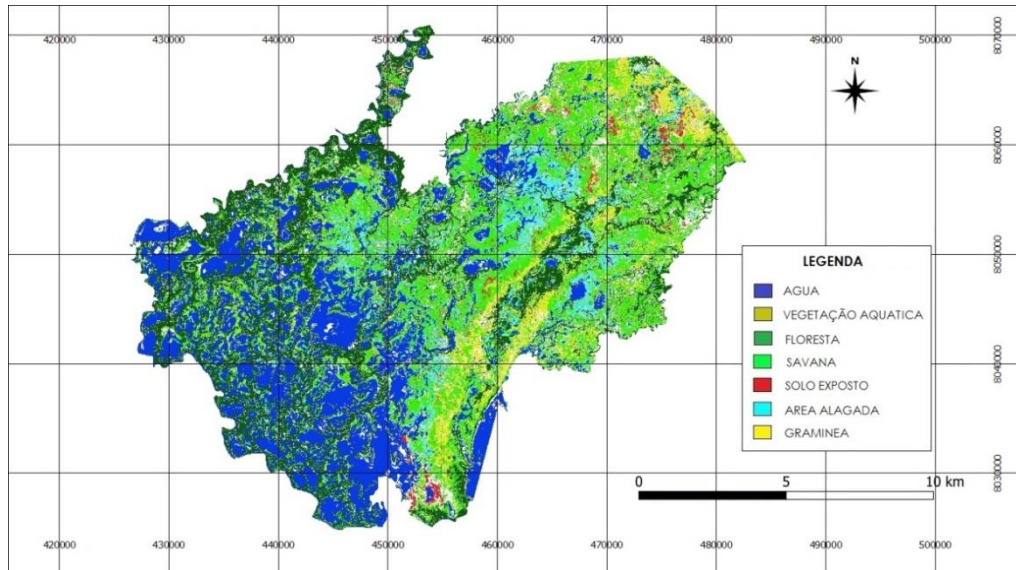 420000 430000 440000 450000 460000 470000 480000 490000 500000
8070000
N
8060000
8050000
LEGENDA
AGUA
VEGETAÇÃO AQUATICA
FLORESTA
SAVANA
SOLO EXPOSTO
AREA ALAGADA
GRAMINEA
8040000
8030000
0 5 10 km
420000 430000 440000 450000 460000 470000 480000 490000 500000